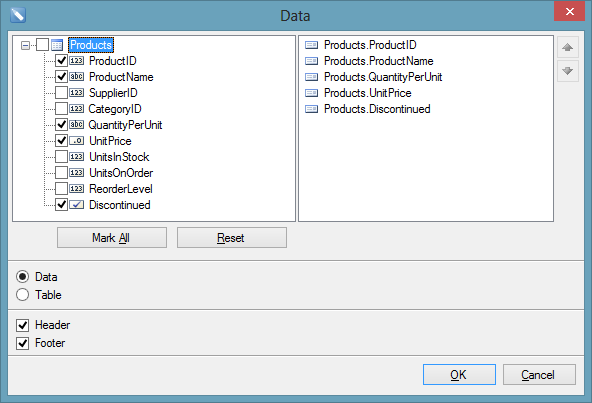 Data
Products
123 ProductID
abc ProductName
123 SupplierID
123 CategoryID
abc QuantityPerUnit
.0 UnitPrice
123 UnitsInStock
123 UnitsOnOrder
123 ReorderLevel
Discontinued
Products.ProductID
Products.ProductName
Products.QuantityPerUnit
Products.UnitPrice
Products.Discontinued
Mark All
Reset
Data
Table
Header
Footer
OK
Cancel